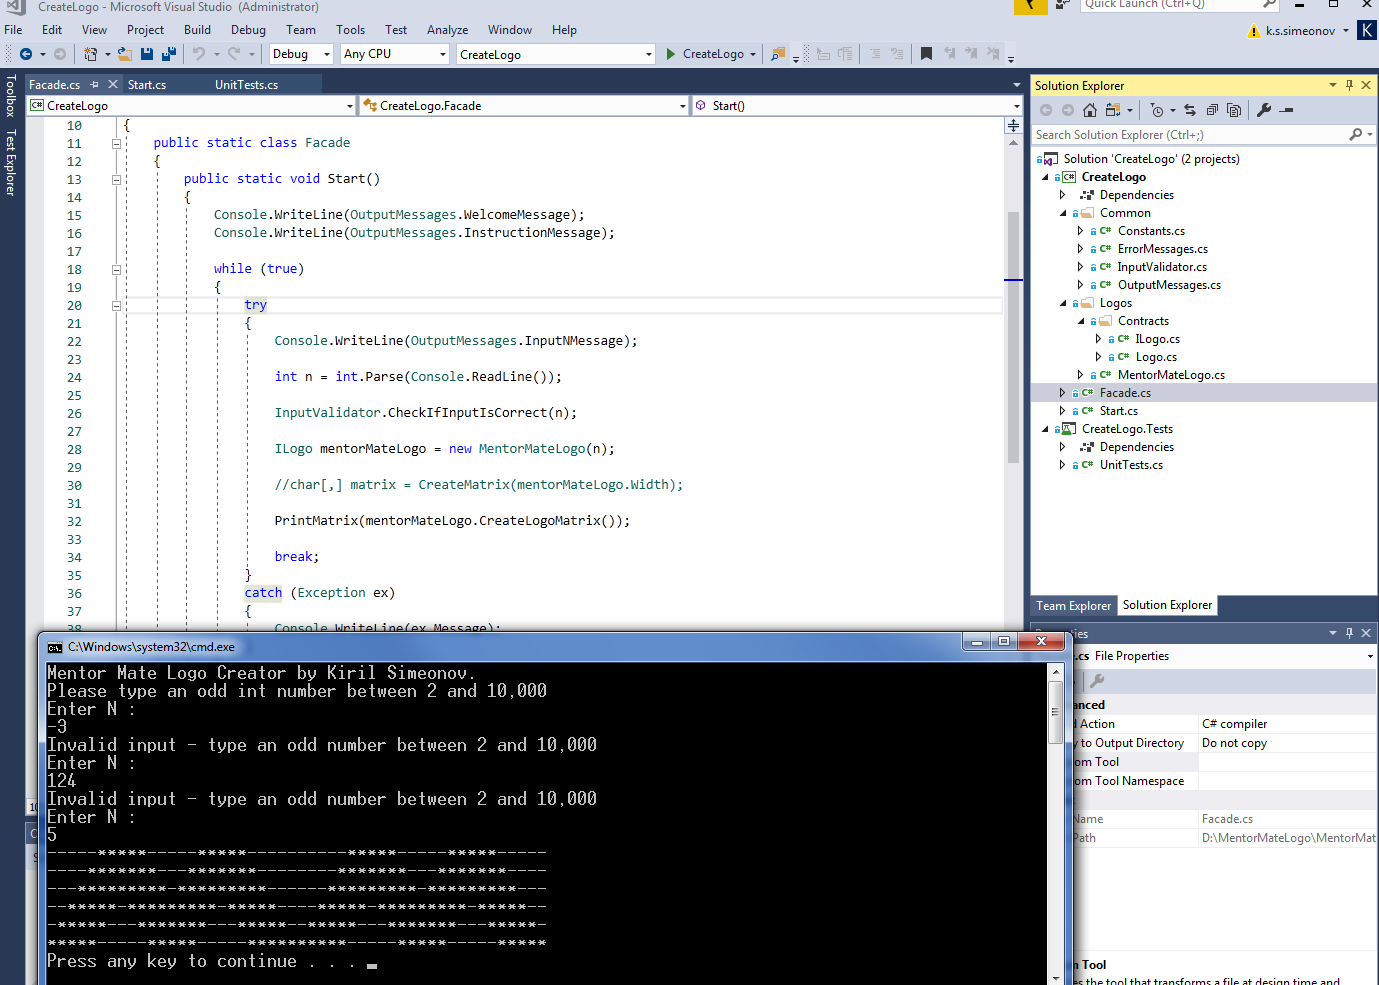 CreateLogo - Microsoft Visual Studio (Administrator)
Quick Launch (Ctrl+Q)
File Edit View Project Build Debug Team Tools Test Analyze Window Help
k.s.simeonov K
Debug Any CPU CreateLogo CreateLogo
Toolbox
Test Explorer
Facade.cs Start.cs UnitTests.cs
C# CreateLogo CreateLogo.Facade Start()
10 {
11 public static class Facade
12 {
13 public static void Start()
14 {
15 Console.WriteLine(OutputMessages.WelcomeMessage);
16 Console.WriteLine(OutputMessages.InstructionMessage);
17
18 while (true)
19 {
20 try
21 {
22 Console.WriteLine(OutputMessages.InputNMessage);
23
24 int n = int.Parse(Console.ReadLine());
25
26 InputValidator.CheckIfInputIsCorrect(n);
27
28 ILogo mentorMateLogo = new MentorMateLogo(n);
29
30 //char[,] matrix = CreateMatrix(mentorMateLogo.Width);
31
32 PrintMatrix(mentorMateLogo.CreateLogoMatrix());
33
34 break;
35 }
36 catch (Exception ex)
37 {
38 Console.WriteLine(ex.Message);
Solution Explorer
Search Solution Explorer (Ctrl+;)
Solution 'CreateLogo' (2 projects)
C# CreateLogo
Dependencies
Common
C# Constants.cs
C# ErrorMessages.cs
C# InputValidator.cs
C# OutputMessages.cs
Logos
Contracts
C# ILogo.cs
C# Logo.cs
C# MentorMateLogo.cs
C# Facade.cs
C# Start.cs
CreateLogo.Tests
Dependencies
C# UnitTests.cs
Team Explorer Solution Explorer
.cs File Properties
anced
Action C# compiler
y to Output Directory Do not copy
om Tool
om Tool Namespace
Name Facade.cs
Path D:\MentorMateLogo\MentorMat
n Tool
es the tool that transforms a file at design time and
C:\Windows\system32\cmd.exe
Mentor Mate Logo Creator by Kiril Simeonov.
Please type an odd int number between 2 and 10,000
Enter N :
-3
Invalid input - type an odd number between 2 and 10,000
Enter N :
124
Invalid input - type an odd number between 2 and 10,000
Enter N :
5
-----*****-----*****----------*****-----*****-----
----*******---*******--------*******---*******----
---*********-*********------*********-*********---
--*****-*****-*****-*****----*****-*****-*****-*****--
-*****---*******---*****--*****---*******---*****-
*****-----*****-----**********-----*****-----*****
Press any key to continue . . .